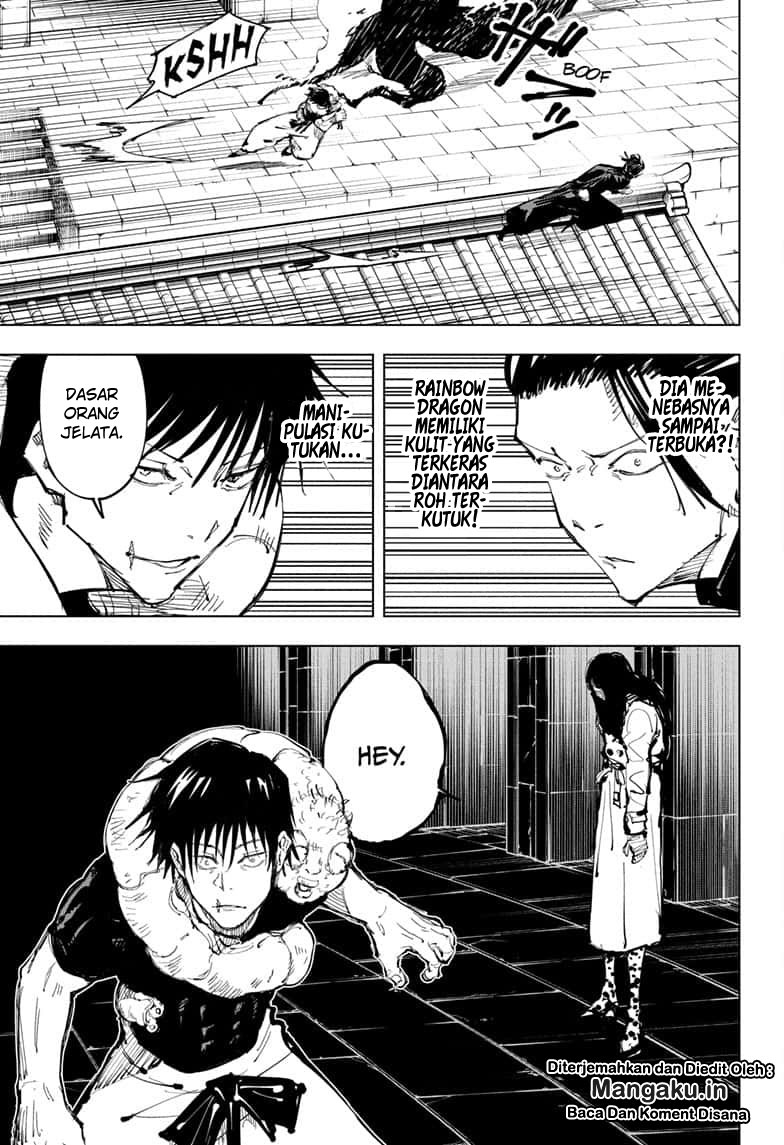 KSHH
BOOF
DIA ME-
NEBASNYA
SAMPAI
TERBUKA?!
RAINBOW
DRAGON
MEMILIKI
KULIT YANG
TERKERAS
DIANTARA
ROH TER-
KUTUK!
MANI-
PULASI KU-
TUKAN...
DASAR
ORANG
JELATA.
HEY.
Diterjemahkan dan Diedit Oleh :
Mangaku.in
Baca Dan Koment Disana